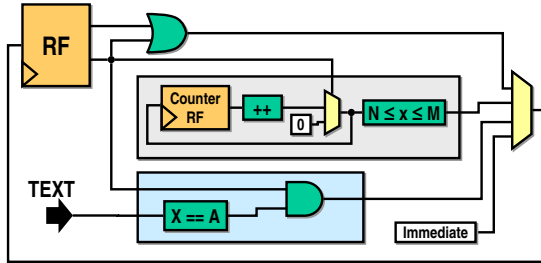 RF
Counter
RF
++
0
N ≤ x ≤ M
TEXT
X == A
Immediate